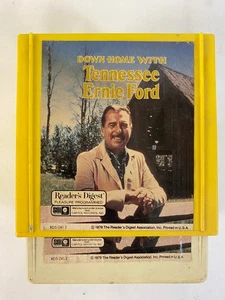 DOWN HOME WITH
Tennessee
Ernie Ford
Reader's Digest
PLEASURE PROGRAMMED
© 1978 The Reader's Digest Association, Inc. Printed in U.S.A.
© 1978 The Reader's Digest Association, Inc. Printed in U.S.A.